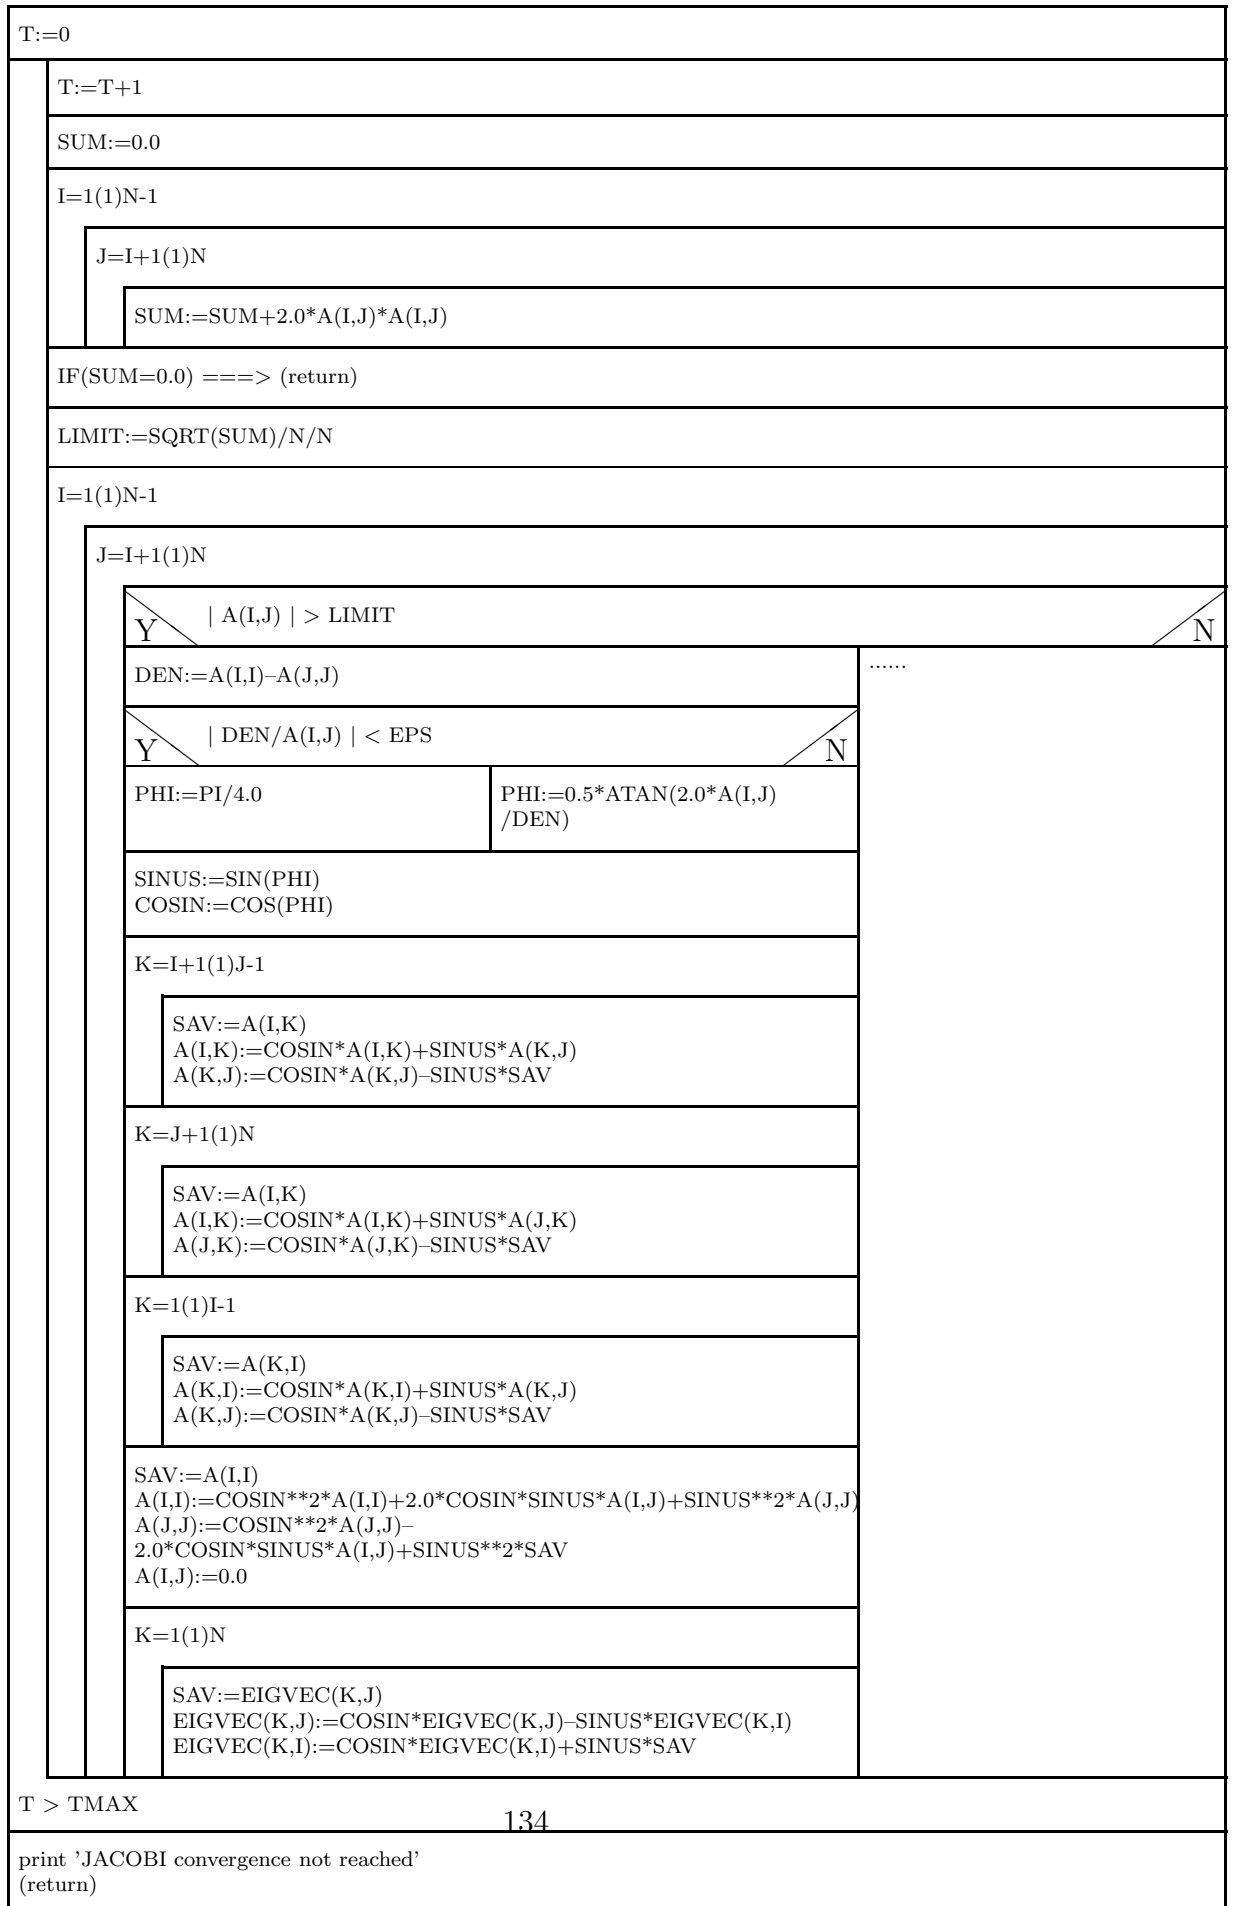 T:=0
T:=T+1
SUM:=0.0
I=1(1)N-1
J=I+1(1)N
SUM:=SUM+2.0*A(I,J)*A(I,J)
IF(SUM=0.0) ===> (return)
LIMIT:=SQRT(SUM)/N/N
I=1(1)N-1
J=I+1(1)N
Y | A(I,J) | > LIMIT N
DEN:=A(I,I)–A(J,J)
......
Y | DEN/A(I,J) | < EPS N
PHI:=PI/4.0
PHI:=0.5*ATAN(2.0*A(I,J)
/DEN)
SINUS:=SIN(PHI)
COSIN:=COS(PHI)
K=I+1(1)J-1
SAV:=A(I,K)
A(I,K):=COSIN*A(I,K)+SINUS*A(K,J)
A(K,J):=COSIN*A(K,J)–SINUS*SAV
K=J+1(1)N
SAV:=A(I,K)
A(I,K):=COSIN*A(I,K)+SINUS*A(J,K)
A(J,K):=COSIN*A(J,K)–SINUS*SAV
K=1(1)I-1
SAV:=A(K,I)
A(K,I):=COSIN*A(K,I)+SINUS*A(K,J)
A(K,J):=COSIN*A(K,J)–SINUS*SAV
SAV:=A(I,I)
A(I,I):=COSIN**2*A(I,I)+2.0*COSIN*SINUS*A(I,J)+SINUS**2*A(J,J)
A(J,J):=COSIN**2*A(J,J)–
2.0*COSIN*SINUS*A(I,J)+SINUS**2*SAV
A(I,J):=0.0
K=1(1)N
SAV:=EIGVEC(K,J)
EIGVEC(K,J):=COSIN*EIGVEC(K,J)–SINUS*EIGVEC(K,I)
EIGVEC(K,I):=COSIN*EIGVEC(K,I)+SINUS*SAV
T > TMAX
134
print 'JACOBI convergence not reached'
(return)